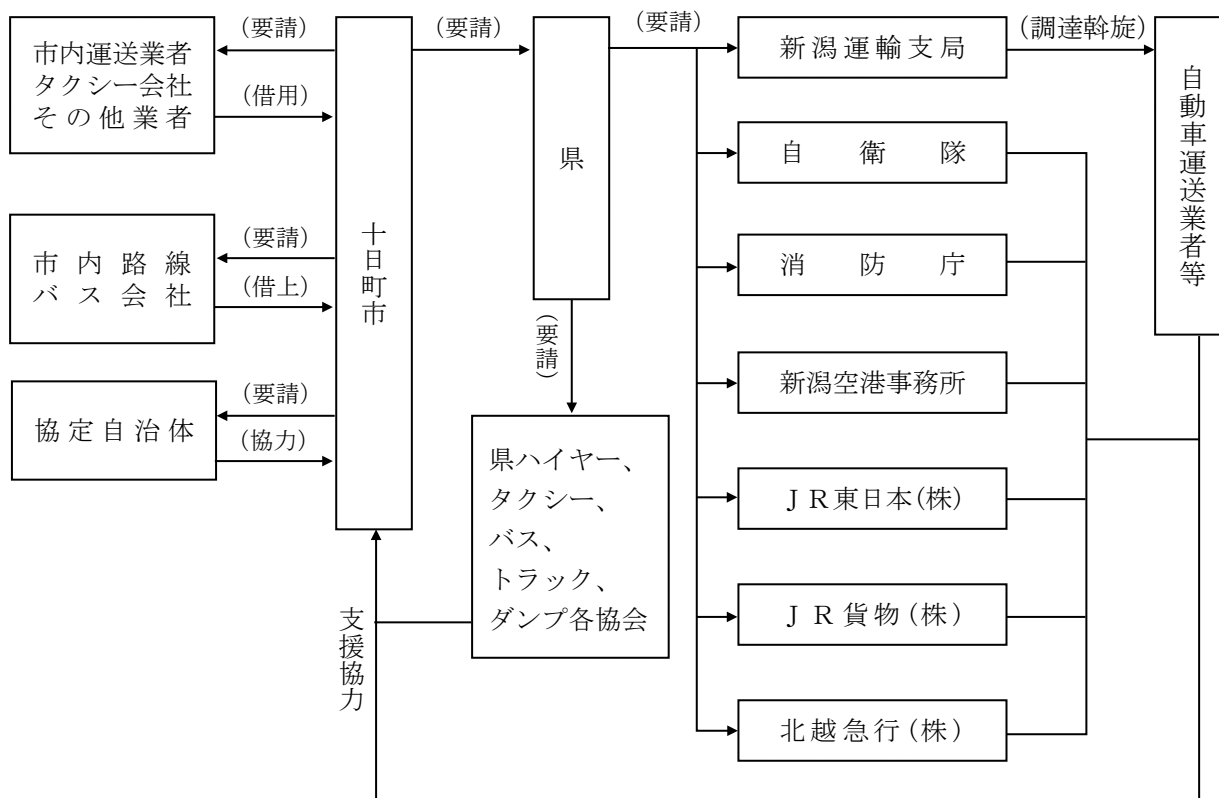 市内運送業者
タクシー会社
その他業者
(要請)
(借用)
市内路線
バス会社
(要請)
(借上)
協定自治体
(要請)
(協力)
十日町市
(要請)
県
(要請)
(要請)
県ハイヤー、
タクシー、
バス、
トラック、
ダンプ各協会
支援協力
新潟運輸支局
自衛隊
消防庁
新潟空港事務所
ＪＲ東日本(株)
ＪＲ貨物(株)
北越急行(株)
(調達斡旋)
自動車運送業者等